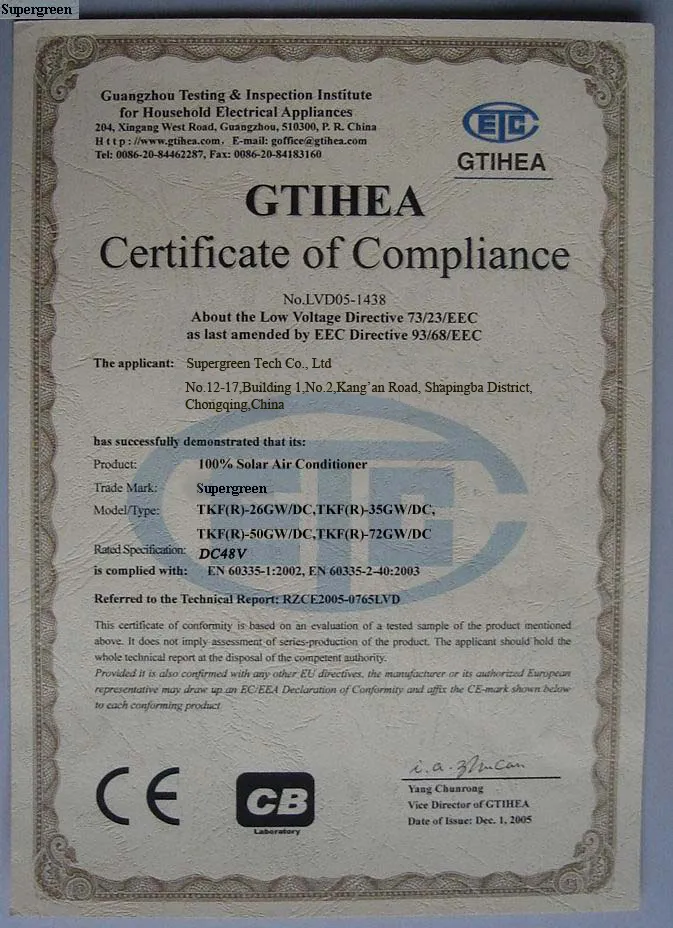 Supergreen
Guangzhou Testing & Inspection Institute
for Household Electrical Appliances
204, Xingang West Road, Guangzhou, 510300, P. R. China
Http://www.gtihea.com, E-mail: goffice@gtihea.com
Tel: 0086-20-84462287, Fax: 0086-20-84183160
ETC
GTIHEA
GTIHEA
Certificate of Compliance
No.LVD05-1438
About the Low Voltage Directive 73/23/EEC
as last amended by EEC Directive 93/68/EEC
The applicant: Supergreen Tech Co., Ltd
No.12-17,Building 1,No.2,Kang'an Road, Shapingba District,
Chongqing,China
has successfully demonstrated that its:
Product: 100% Solar Air Conditioner
Trade Mark: Supergreen
Model/Type: TKF(R)-26GW/DC,TKF(R)-35GW/DC,
TKF(R)-50GW/DC,TKF(R)-72GW/DC
Rated Specification: DC48V
is complied with: EN 60335-1:2002, EN 60335-2-40:2003
Referred to the Technical Report: RZCE2005-0765LVD
This certificate of conformity is based on an evaluation of a tested sample of the product mentioned
above. It does not imply assessment of series-production of the product. The applicant should hold the
whole technical report at the disposal of the competent authority.
Provided it is also confirmed with any other EU directives, the manufacturer or its authorized European
representative may draw up an EC/EEA Declaration of Conformity and affix the CE-mark shown below
to each conforming product
CE
CB
Laboratory
Yang Chunrong
Vice Director of GTIHEA
Date of Issue: Dec. 1, 2005